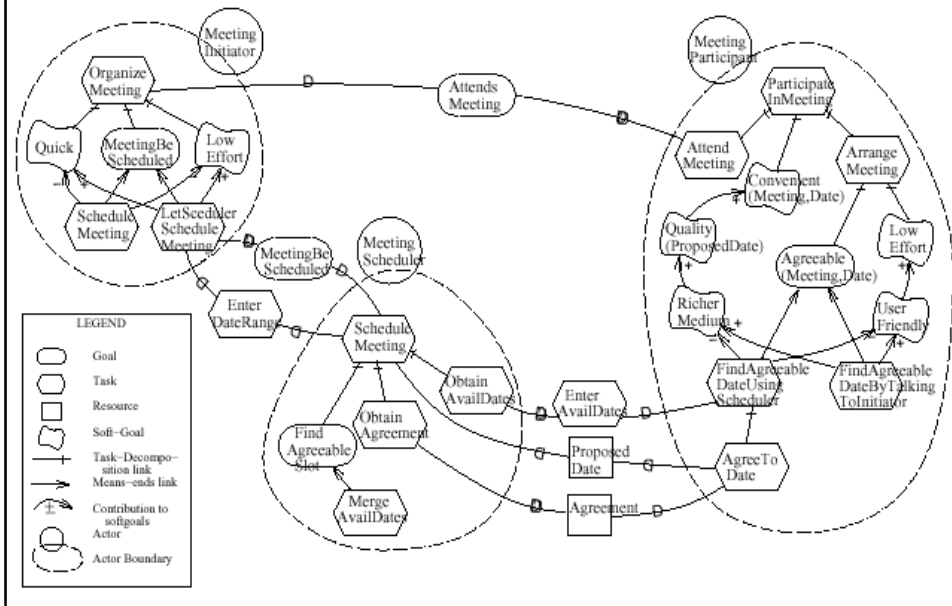 Meeting
Initiator
Organize
Meeting
Quick
MeetingBe
Scheduled
Low
Effort
Schedule
Meeting
LetSceduler
Schedule
Meeting
D
Attends
Meeting
D
D
MeetingBe
Scheduled
D
Enter
DateRange
Meeting
Scheduler
Schedule
Meeting
Obtain
AvailDates
Obtain
Agreement
Find
Agreeable
Slot
Merge
AvailDates
D
Enter
AvailDates
D
Proposed
Date
D
Agreement
D
Meeting
Participant
Participate
InMeeting
Attend
Meeting
Arrange
Meeting
Convenient
(Meeting,Date)
+
Quality
(ProposedDate)
+
Agreeable
(Meeting,Date)
Low
Effort
+
Richer
Medium
+
−
User
Friendly
−
+
FindAgreeable
DateUsing
Scheduler
FindAgreeable
DateByTalking
ToInitiator
AgreeTo
Date
− +
+
LEGEND
Goal
Task
Resource
Soft−Goal
Task−Decompo−
sition link
Means−ends link
±
Contribution to
softgoals
Actor
Actor Boundary